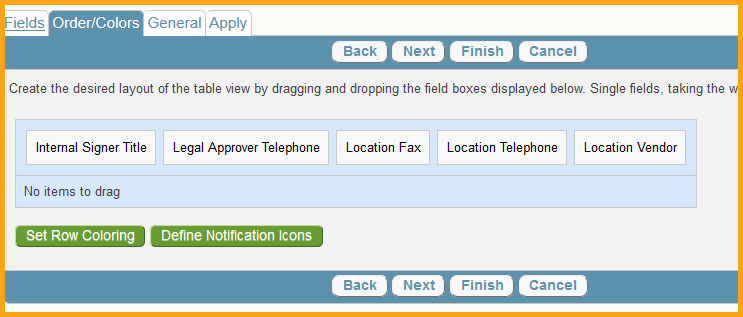 Fields Order/Colors General Apply
Back Next Finish Cancel
Create the desired layout of the table view by dragging and dropping the field boxes displayed below. Single fields, taking the w
Internal Signer Title Legal Approver Telephone Location Fax Location Telephone Location Vendor
No items to drag
Set Row Coloring Define Notification Icons
Back Next Finish Cancel